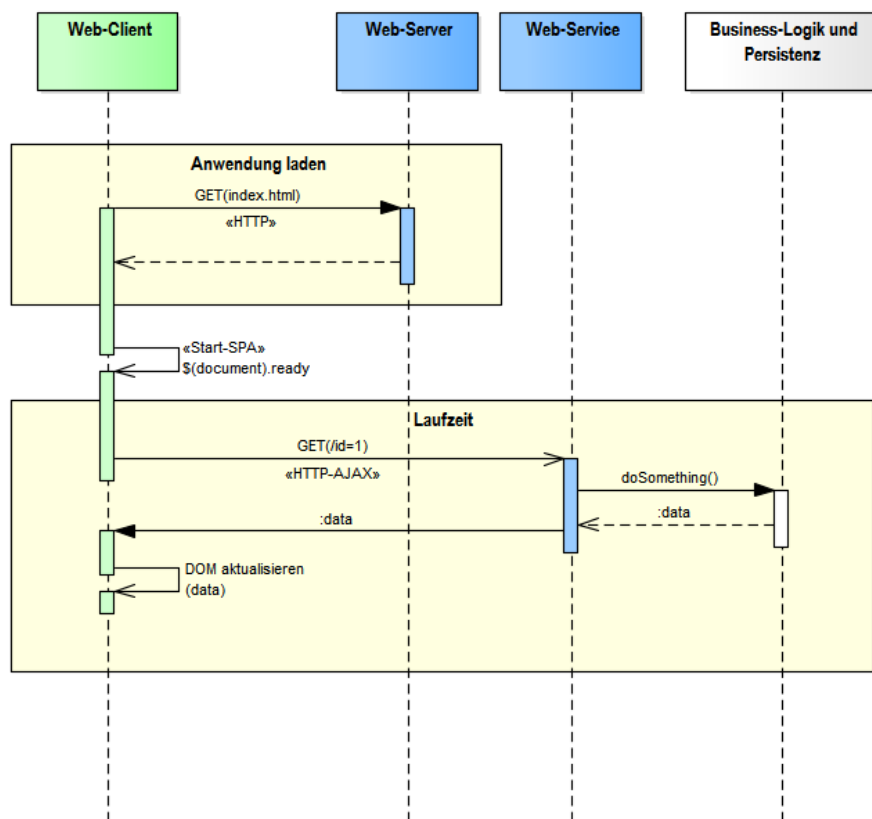 Web-Client
Web-Server
Web-Service
Business-Logik und
Persistenz
Anwendung laden
GET(index.html)
«HTTP»
«Start-SPA»
$(document).ready
Laufzeit
GET(/id=1)
«HTTP-AJAX»
doSomething()
:data
:data
DOM aktualisieren
(data)